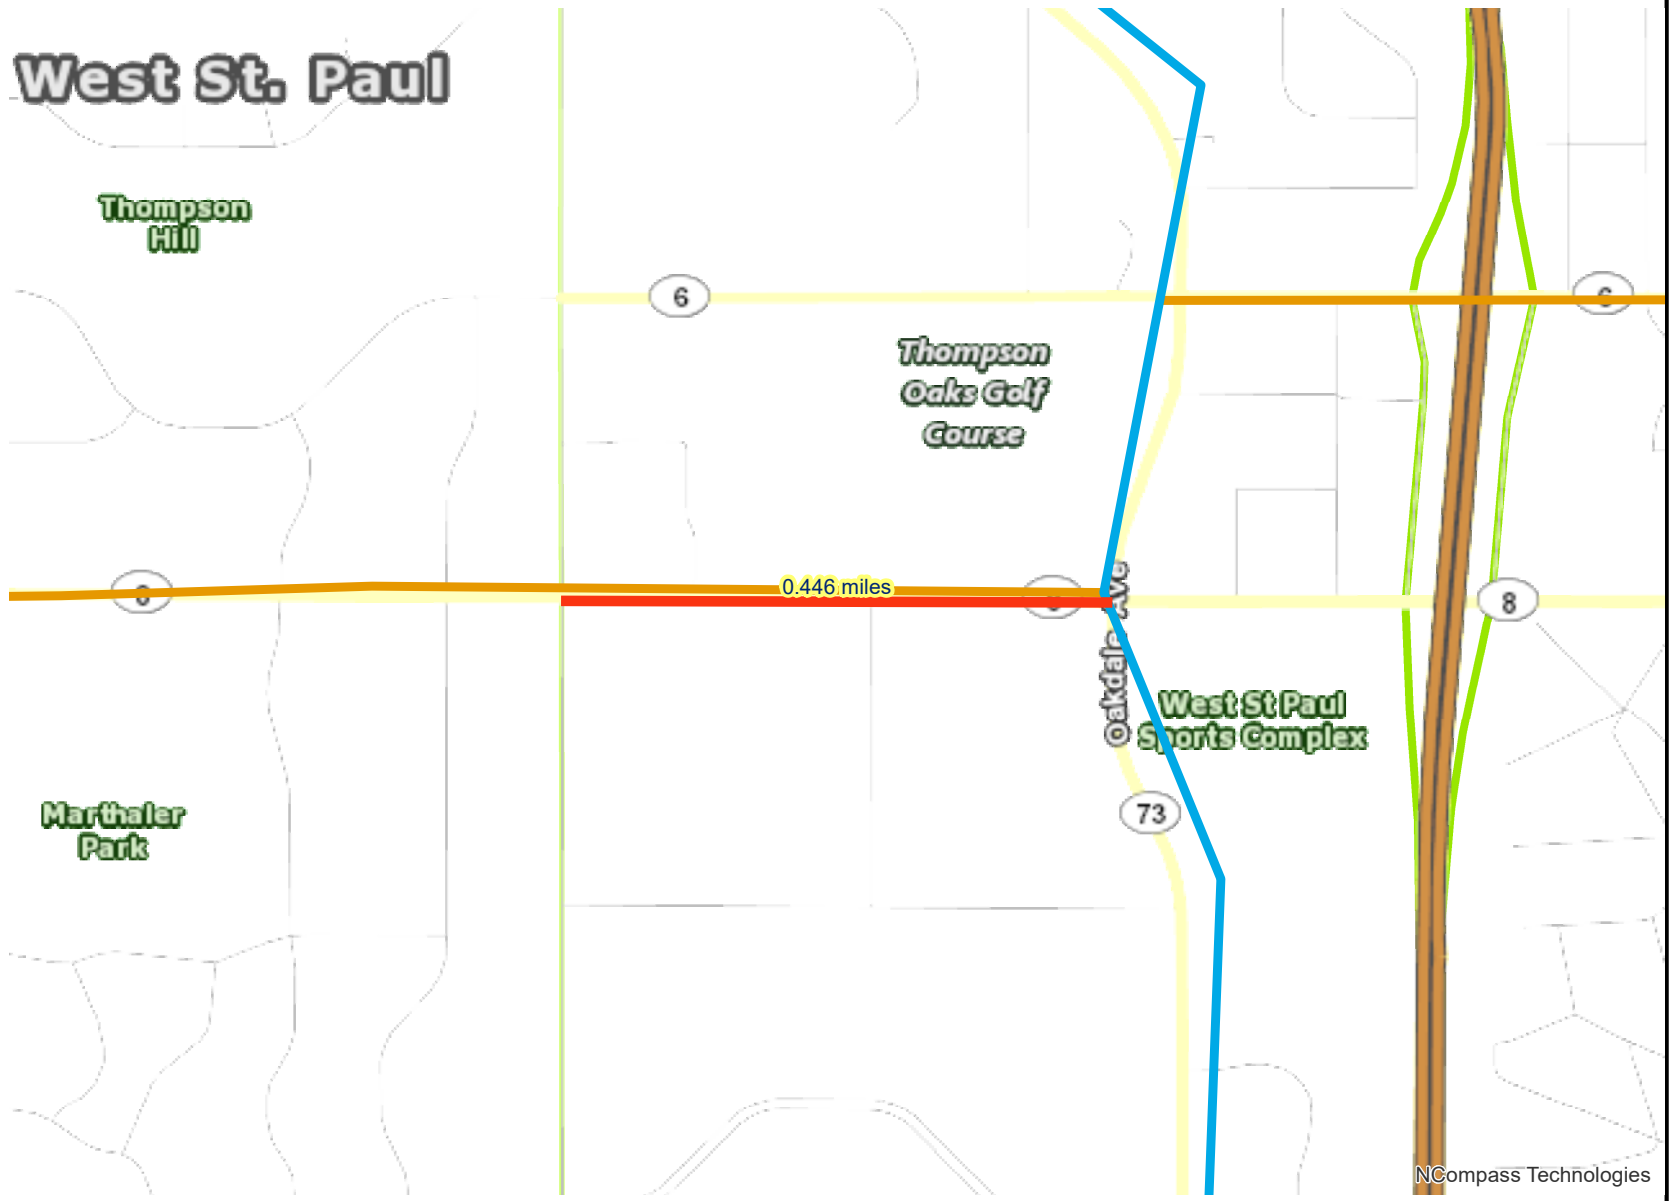 West St. Paul
Thompson
Hill
6
6
Thompson
Oaks Golf
Course
0.446 miles
8
Oakdale Ave
West St Paul
Sports Complex
73
Marthaler
Park
NCompass Technologies